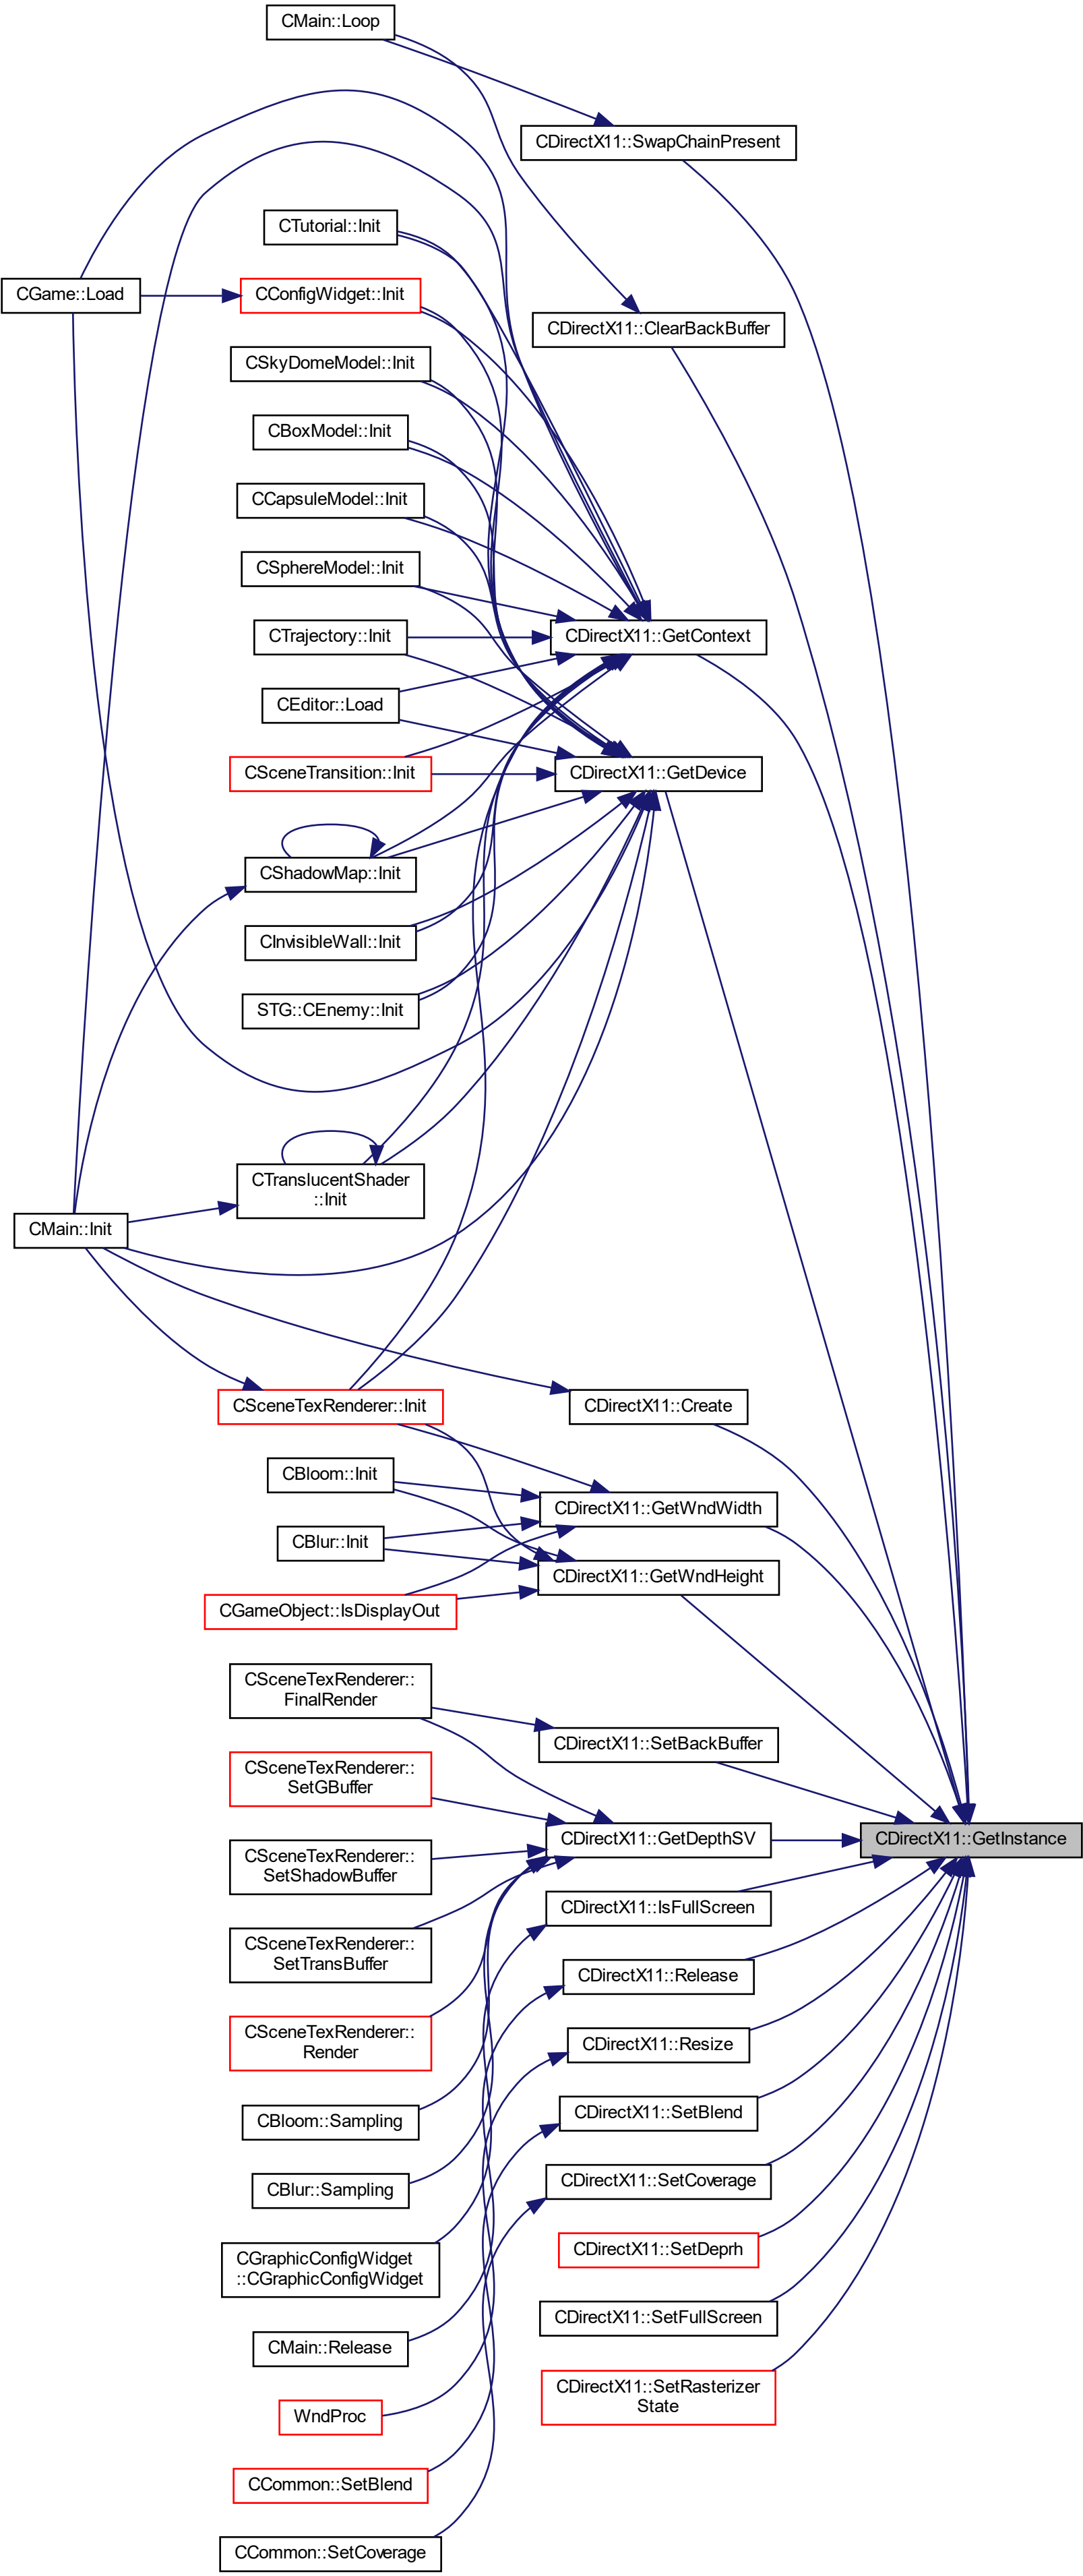 CMain::Loop
CDirectX11::SwapChainPresent
CTutorial::Init
CGame::Load
CConfigWidget::Init
CDirectX11::ClearBackBuffer
CSkyDomeModel::Init
CBoxModel::Init
CCapsuleModel::Init
CSphereModel::Init
CTrajectory::Init
CDirectX11::GetContext
CEditor::Load
CSceneTransition::Init
CDirectX11::GetDevice
CShadowMap::Init
CInvisibleWall::Init
STG::CEnemy::Init
CTranslucentShader
::Init
CMain::Init
CSceneTexRenderer::Init
CDirectX11::Create
CBloom::Init
CDirectX11::GetWndWidth
CBlur::Init
CDirectX11::GetWndHeight
CGameObject::IsDisplayOut
CSceneTexRenderer::
FinalRender
CDirectX11::SetBackBuffer
CSceneTexRenderer::
SetGBuffer
CDirectX11::GetDepthSV
CDirectX11::GetInstance
CSceneTexRenderer::
SetShadowBuffer
CDirectX11::IsFullScreen
CSceneTexRenderer::
SetTransBuffer
CDirectX11::Release
CSceneTexRenderer::
Render
CDirectX11::Resize
CBloom::Sampling
CDirectX11::SetBlend
CBlur::Sampling
CDirectX11::SetCoverage
CGraphicConfigWidget
::CGraphicConfigWidget
CDirectX11::SetDeprh
CMain::Release
CDirectX11::SetFullScreen
WndProc
CDirectX11::SetRasterizer
State
CCommon::SetBlend
CCommon::SetCoverage